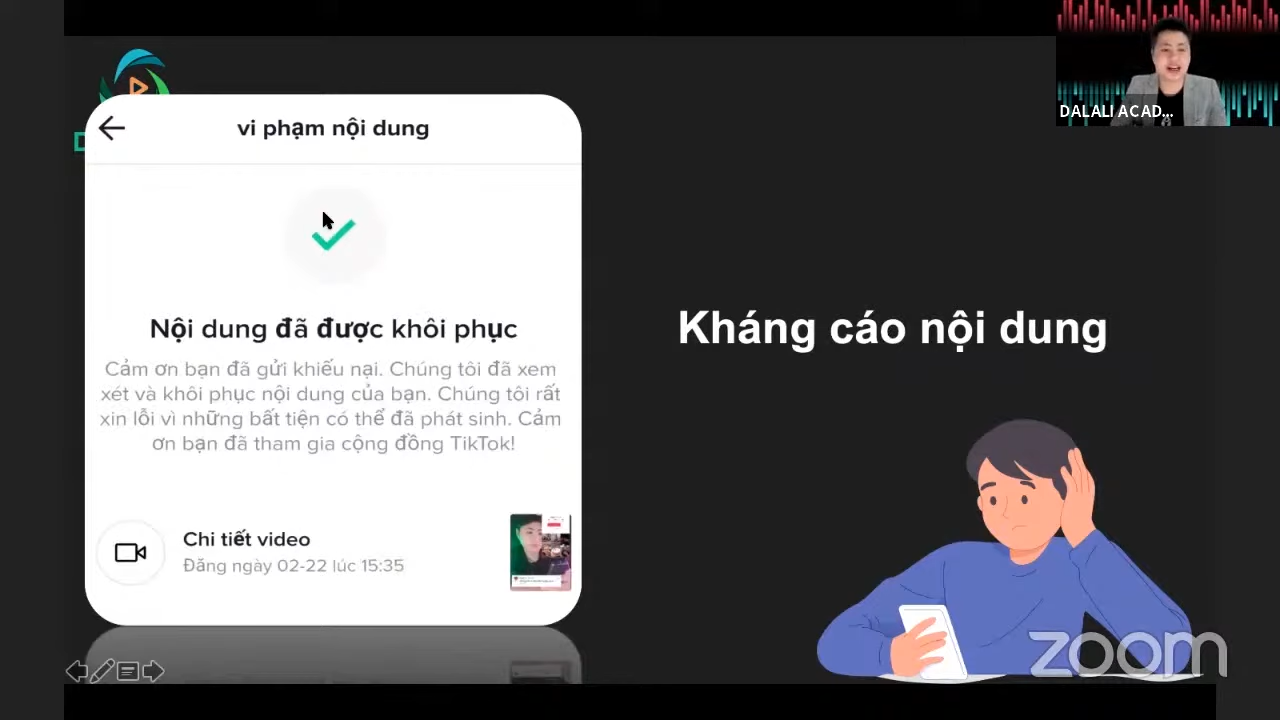 DALALI ACAD...
vi phạm nội dung
Nội dung đã được khôi phục
Cảm ơn bạn đã gửi khiếu nại. Chúng tôi đã xem
xét và khôi phục nội dung của bạn. Chúng tôi rất
xin lỗi vì những bất tiện có thể đã phát sinh. Cảm
ơn bạn đã tham gia cộng đồng TikTok!
Chi tiết video
Đăng ngày 02-22 lúc 15:35
Kháng cáo nội dung
zoom